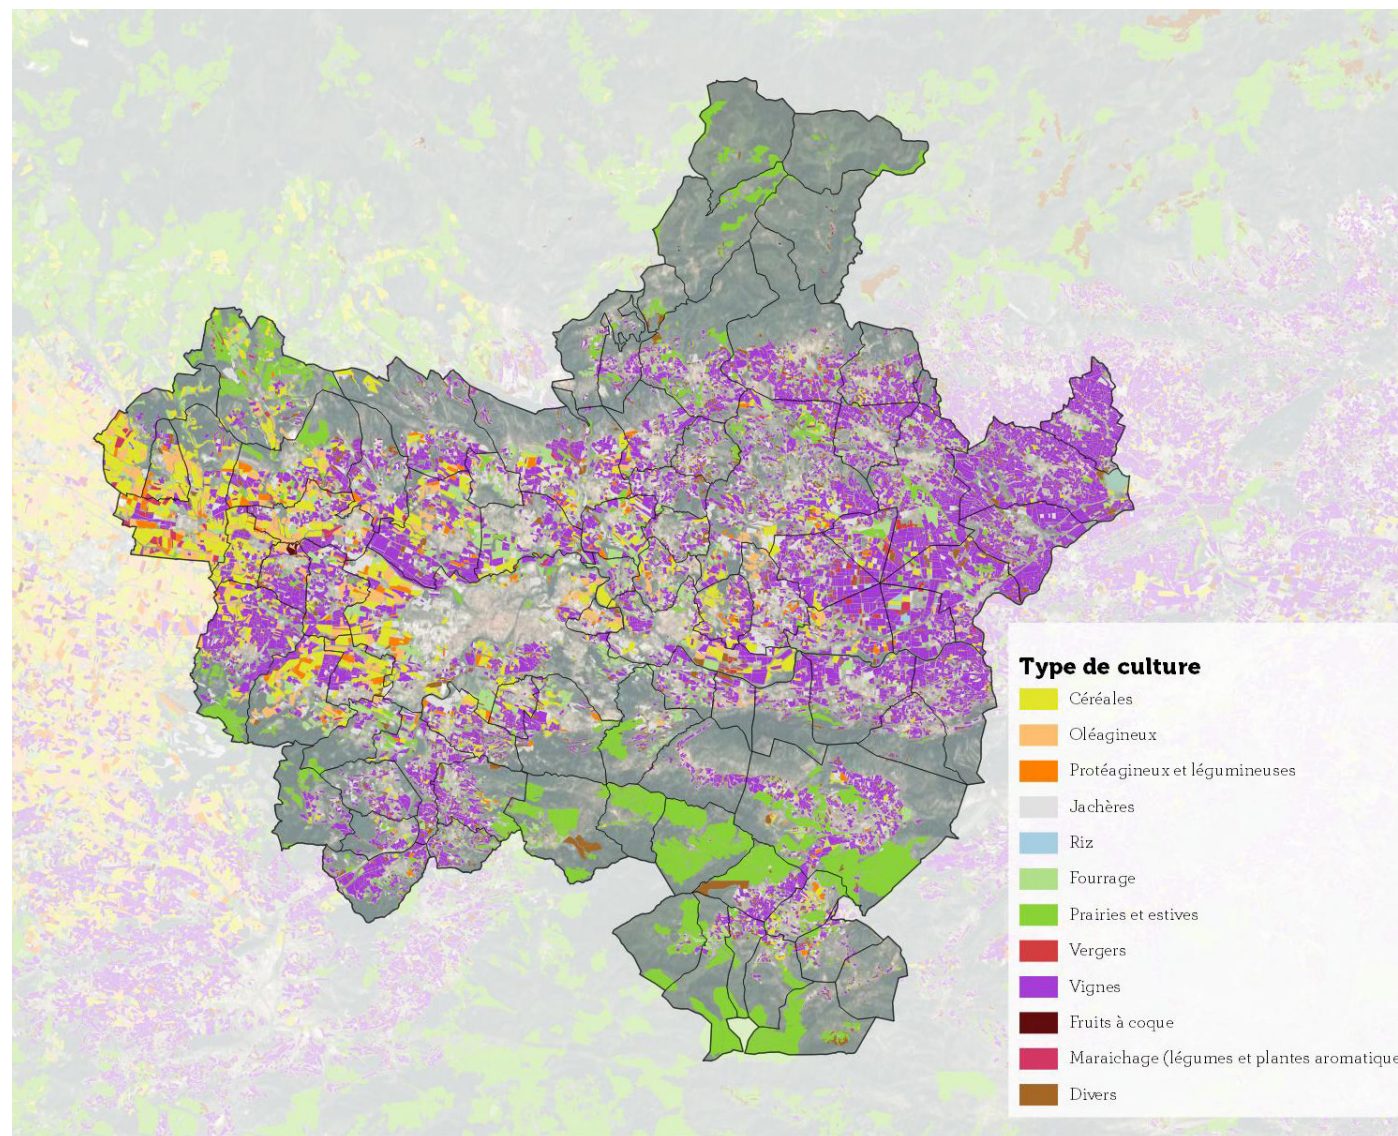 Type de culture
Céréales
Oléagineux
Protéagineux et légumineuses
Jachères
Riz
Fourrage
Prairies et estives
Vergers
Vignes
Fruits à coque
Maraichage (légumes et plantes aromatique
Divers